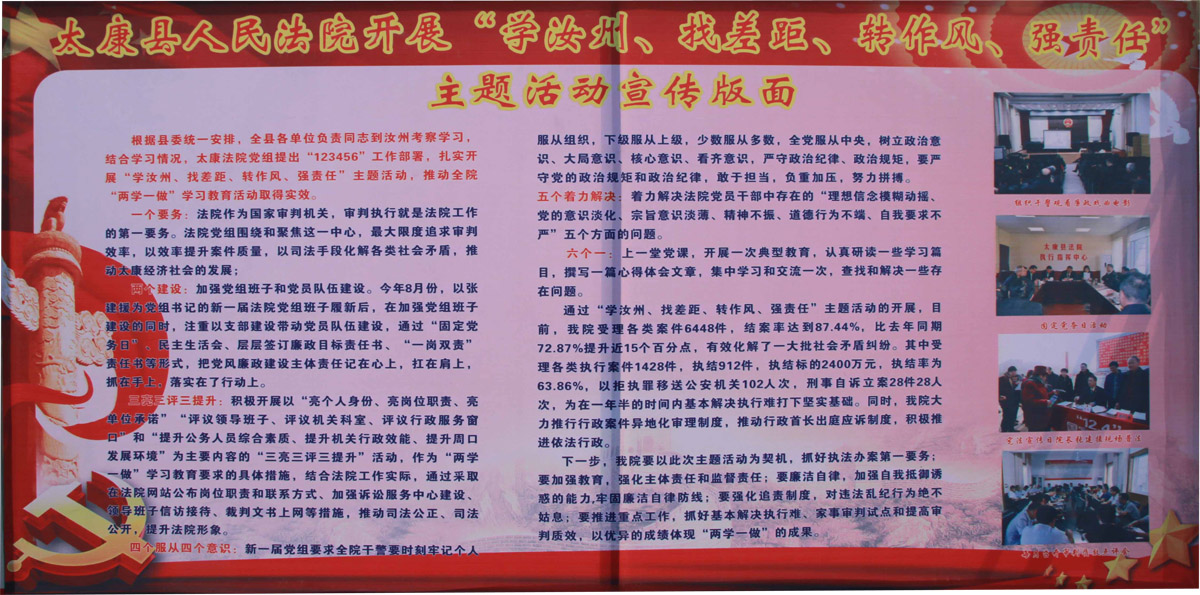 太康县人民法院开展“学汝州、找差距、转作风、强责任”
主题活动宣传版面
根据县委统一安排，全县各单位负责同志到汝州考察学习，
结合学习情况，太康法院党组提出“123456”工作部署，扎实开
展“学汝州、找差距、转作风、强责任”主题活动，推动全院
“两学一做”学习教育活动取得实效。
一个要务：法院作为国家审判机关，审判执行就是法院工作
的第一要务。法院党组围绕和聚焦这一中心，最大限度追求审判
效率，以效率提升案件质量，以司法手段化解各类社会矛盾，推
动太康经济社会的发展；
两个建设：加强党组班子和党员队伍建设。今年8月份，以张
建援为党组书记的新一届法院党组班子履新后，在加强党组班子
建设的同时，注重以支部建设带动党员队伍建设，通过“固定党
务日”、民主生活会、层层签订廉政目标责任书、“一岗双责”
责任书等形式，把党风廉政建设主体责任记在心上，扛在肩上，
抓在手上，落实在了行动上。
三亮三评三提升：积极开展以“亮个人身份、亮岗位职责、亮
单位承诺”“评议领导班子、评议机关科室、评议行政服务窗
口”和“提升公务人员综合素质、提升机关行政效能、提升周口
发展环境”为主要内容的“三亮三评三提升”活动，作为“两学
一做”学习教育要求的具体措施，结合法院工作实际，通过采取
在法院网站公布岗位职责和联系方式、加强诉讼服务中心建设、
领导班子信访接待、裁判文书上网等措施，推动司法公正、司法
公开，提升法院形象。
四个服从四个意识：新一届党组要求全院干警要时刻牢记个人
服从组织，下级服从上级，少数服从多数，全党服从中央，树立政治意
识、大局意识、核心意识、看齐意识，严守政治纪律、政治规矩，要严
守党的政治规矩和政治纪律，敢于担当，负重加压，努力拼搏。
五个着力解决：着力解决法院党员干部中存在的“理想信念模糊动摇、
党的意识淡化、宗旨意识淡薄、精神不振、道德行为不端、自我要求不
严”五个方面的问题。
六个一：上一堂党课，开展一次典型教育，认真研读一些学习篇
目，撰写一篇心得体会文章，集中学习和交流一次，查找和解决一些存
在问题。
通过“学汝州、找差距、转作风、强责任”主题活动的开展，目
前，我院受理各类案件6448件，结案率达到87.44%，比去年同期
72.87%提升近15个百分点，有效化解了一大批社会矛盾纠纷。其中受
理各类执行案件1428件，执结912件，执结标的2400万元，执结率为
63.86%，以拒执罪移送公安机关102人次，刑事自诉立案28件28人
次，为在一年半的时间内基本解决执行难打下坚实基础。同时，我院大
力推行行政案件异地化审理制度，推动行政首长出庭应诉制度，积极推
进依法行政。
下一步，我院要以此次主题活动为契机，抓好执法办案第一要务；
要加强教育，强化主体责任和监督责任；要廉洁自律，加强自我抵御诱
惑的能力，牢固廉洁自律防线；要强化追责制度，对违法乱纪行为绝不
姑息；要推进重点工作，抓好基本解决执行难、家事审判试点和提高审
判质效，以优异的成绩体现“两学一做”的成果。
组织干警观看廉政戏曲电影
太康县法院
执行指挥中心
固定党务日活动
12·4